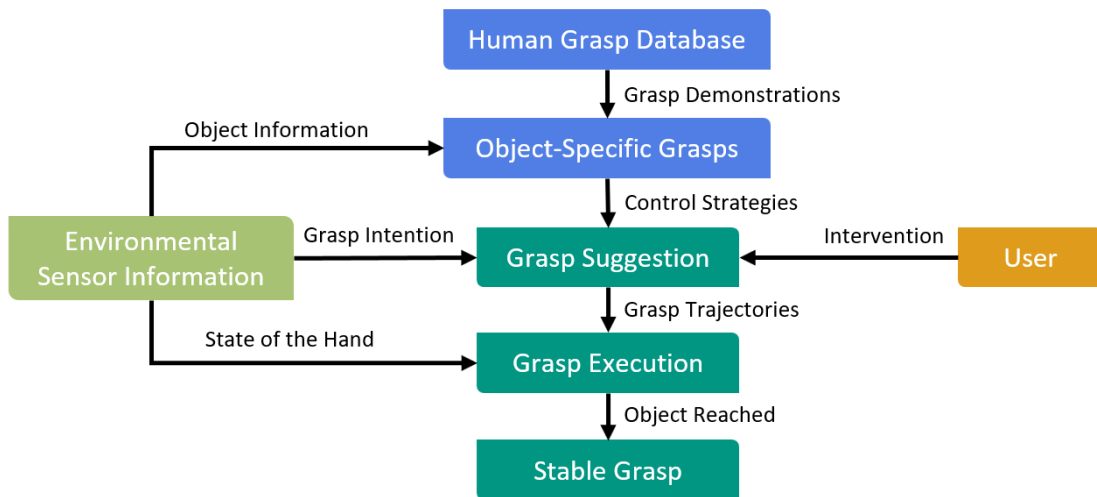 Human Grasp Database
Grasp Demonstrations
Object Information
Object-Specific Grasps
Control Strategies
Environmental
Sensor Information
Grasp Intention
Grasp Suggestion
Intervention
User
Grasp Trajectories
State of the Hand
Grasp Execution
Object Reached
Stable Grasp